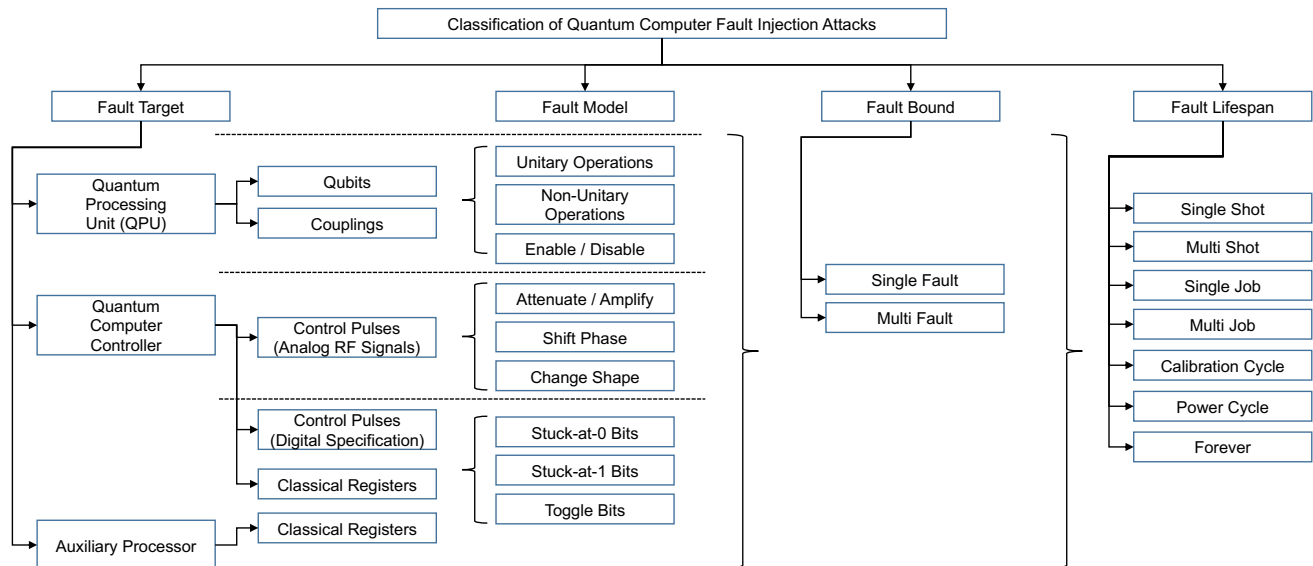 Classification of Quantum Computer Fault Injection Attacks
Fault Target
Fault Model
Fault Bound
Fault Lifespan
Quantum
Processing
Unit (QPU)
Qubits
Couplings
Unitary Operations
Non-Unitary
Operations
Enable / Disable
Quantum
Computer
Controller
Control Pulses
(Analog RF Signals)
Attenuate / Amplify
Shift Phase
Change Shape
Control Pulses
(Digital Specification)
Classical Registers
Auxiliary Processor
Classical Registers
Stuck-at-0 Bits
Stuck-at-1 Bits
Toggle Bits
Single Fault
Multi Fault
Single Shot
Multi Shot
Single Job
Multi Job
Calibration Cycle
Power Cycle
Forever